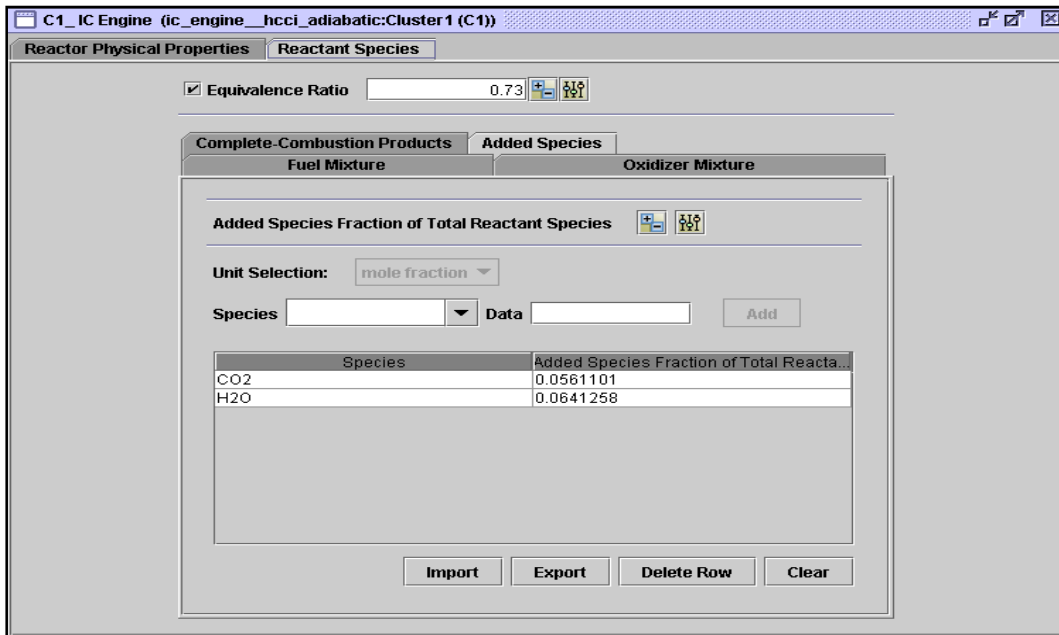 C1_ IC Engine (ic_engine__hcci_adiabatic:Cluster1 (C1))
Reactor Physical Properties Reactant Species
Equivalence Ratio 0.73
Complete-Combustion Products Added Species
Fuel Mixture Oxidizer Mixture
Added Species Fraction of Total Reactant Species
Unit Selection: mole fraction
Species Data Add
Species Added Species Fraction of Total Reacta...
CO2 0.0561101
H2O 0.0641258
Import Export Delete Row Clear